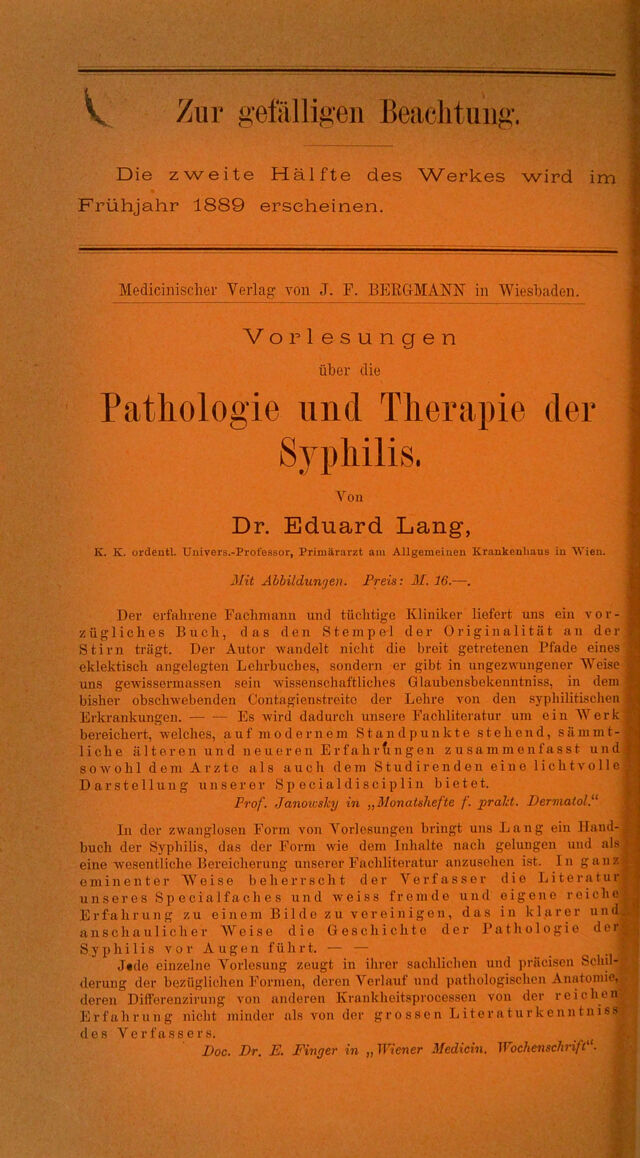 Zur gefälligen Beachtung.
Die zweite Hälfte des Werkes wird im
Frühjahr 1889 erscheinen.
Medicinischer Verlag von J. F. BERGMANN in Wiesbaden.
Vorlesungen
über die
Pathologie und Therapie der
Syphilis.
Von
Dr. Eduard Lang,
K. K. ordentl. Univers.-Professor, Primärarzt am Allgemeinen Krankenhaus in Wien.
Mit Abbildungen. Preis: M. 16.—.
Der erfahrene Fachmann und tüchtige Kliniker liefert uns ein vor-
zügliches Buch, das den Stempel der Originalität an der
Stirn trägt. Der Autor wandelt nicht die breit getretenen Pfade eines
eklektisch angelegten Lehrbuches, sondern er gibt in ungezwungener Weise
uns gewissermassen sein wissenschaftliches Glaubensbekenntniss, in dem
bisher obschwebenden Contagienstreite der Lehre von den syphilitischen
Erkrankungen. — — Es wird dadurch unsere Fachliteratur um ein Werk
bereichert, welches, auf modernem Standpunkte stehend, sämmt-
liche älteren und neueren Erfahrungen zusammenfasst und
sowohl dem Arzte als auch dem Studirenden eine lichtvolle
Darstellung unserer Specialdisciplin bietet.
Prof. Janowsky in „Monatshefte f. prakt. Dermatol.“
In der zwanglosen Form von Vorlesungen bringt uns Lang ein Hand-
buch der Syphilis, das der Form wie dem Inhalte nach gelungen und als
eine wesentliche Bereicherung unserer Fachliteratur anzusehen ist. In ganz
eminenter Weise beherrscht der Verfasser die Literatur
unseres Specialfaches und weiss fremde und eigene reiche
Erfahrung zu einem Bilde zu vereinigen, das in klarer und
anschaulicher Weise die Geschichte der Pathologie der
Syphilis vor Augen führt. — —
Jede einzelne Vorlesung zeugt in ihrer sachlichen und präcisen Schil-
derung der bezüglichen Formen, deren Verlauf und pathologischen Anatomie,
deren Differenzirung von anderen Krankheitsprocessen von der reichen
Erfahrung nicht minder als von der grossen Literaturkenntniss
des Verfassers.
Doc. Dr. E. Finger in „Wiener Medicin. Wochenschrift“.